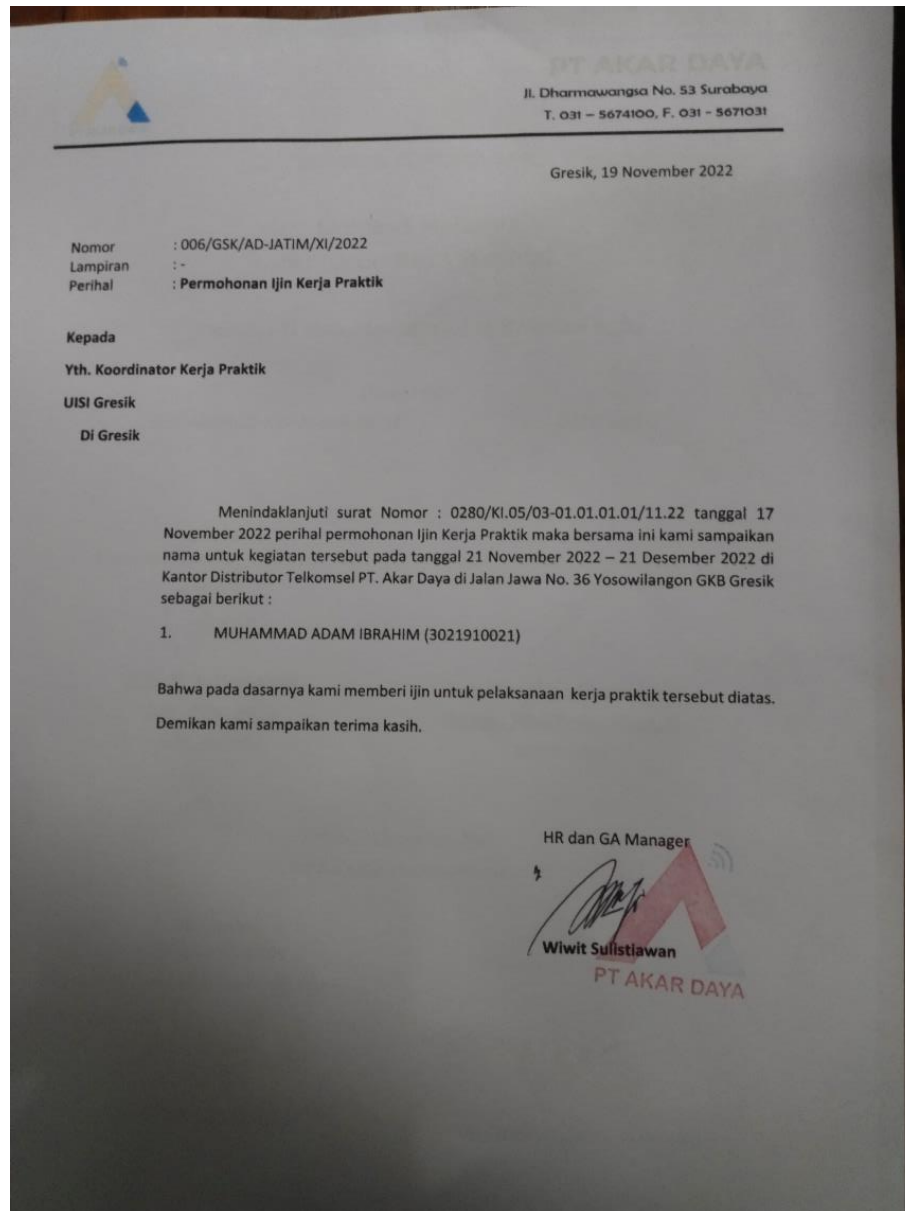 PT AKAR DAYA
Jl. Dharmawangsa No. 53 Surabaya
T. 031 – 5674100, F. 031 - 5671031
Gresik, 19 November 2022
Nomor : 006/GSK/AD-JATIM/XI/2022
Lampiran : -
Perihal : Permohonan Ijin Kerja Praktik
Kepada
Yth. Koordinator Kerja Praktik
UISI Gresik
Di Gresik
Menindaklanjuti surat Nomor : 0280/KI.05/03-01.01.01.01/11.22 tanggal 17
November 2022 perihal permohonan Ijin Kerja Praktik maka bersama ini kami sampaikan
nama untuk kegiatan tersebut pada tanggal 21 November 2022 – 21 Desember 2022 di
Kantor Distributor Telkomsel PT. Akar Daya di Jalan Jawa No. 36 Yosowilangon GKB Gresik
sebagai berikut :
1. MUHAMMAD ADAM IBRAHIM (3021910021)
Bahwa pada dasarnya kami memberi ijin untuk pelaksanaan kerja praktik tersebut diatas.
Demikan kami sampaikan terima kasih.
HR dan GA Manager
Wiwit Sulistiawan
PT AKAR DAYA